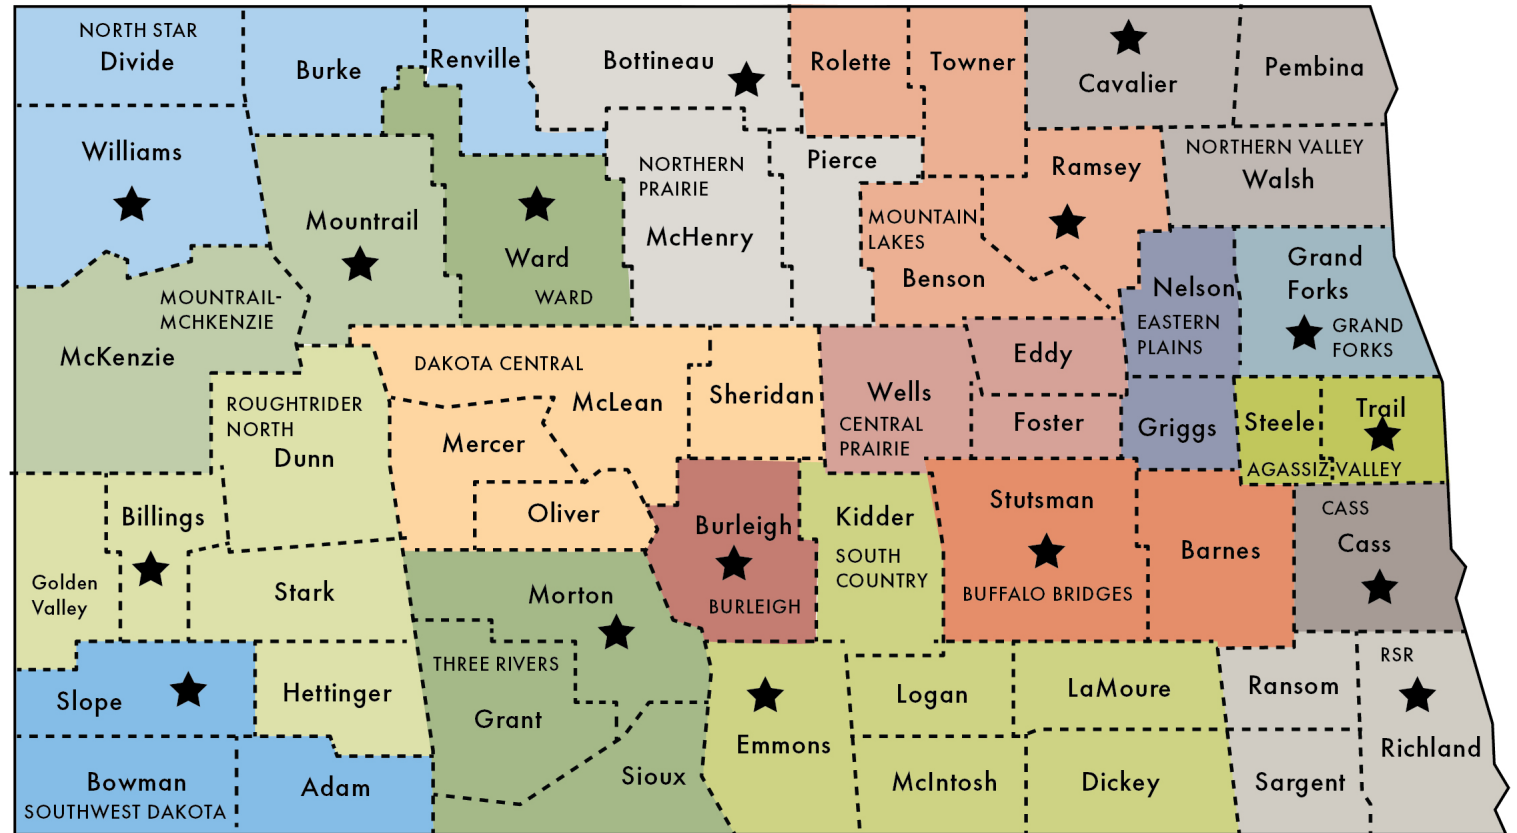 NORTH STAR
Divide
Burke
Renville
Bottineau
Rolette
Towner
Cavalier
Pembina
Williams
Mountrail
Ward
WARD
NORTHERN
PRAIRIE
McHenry
Pierce
MOUNTAIN
LAKES
Benson
Ramsey
NORTHERN VALLEY
Walsh
MOUNTRAIL-
MCHKENZIE
McKenzie
Nelson
EASTERN
PLAINS
Grand
Forks
GRAND
FORKS
DAKOTA CENTRAL
McLean
Sheridan
Mercer
Oliver
Wells
CENTRAL
PRAIRIE
Eddy
Foster
Griggs
Steele
Trail
AGASSIZ VALLEY
ROUGHTRIDER
NORTH
Dunn
Billings
Golden
Valley
Stark
Burleigh
BURLEIGH
Kidder
SOUTH
COUNTRY
Stutsman
BUFFALO BRIDGES
Barnes
CASS
Cass
Morton
THREE RIVERS
Grant
Sioux
Slope
Hettinger
Bowman
SOUTHWEST DAKOTA
Adam
Emmons
Logan
LaMoure
McIntosh
Dickey
Ransom
Sargent
RSR
Richland